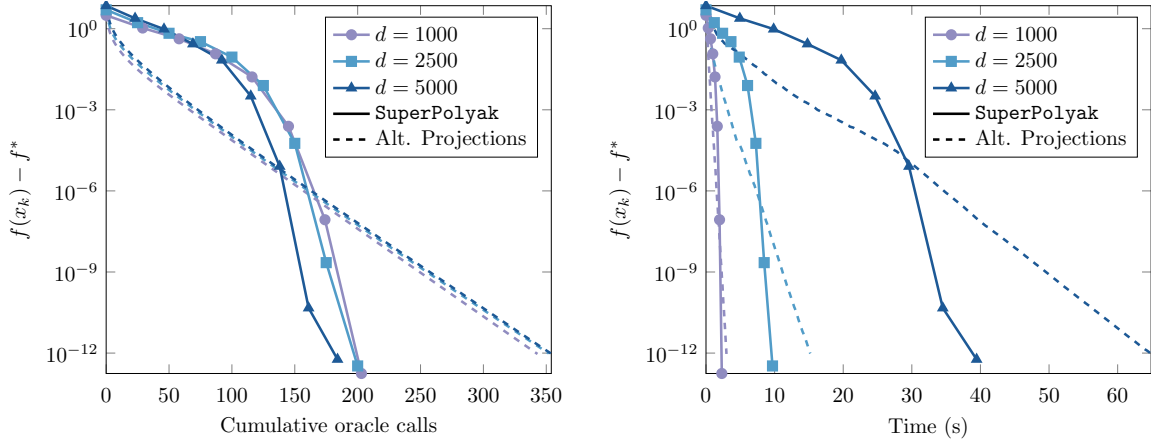 10^0
10^{-3}
10^{-6}
10^{-9}
10^{-12}
f(x_k) − f^*
0 50 100 150 200 250 300 350
Cumulative oracle calls
d = 1000
d = 2500
d = 5000
SuperPolyak
Alt. Projections
10^0
10^{-3}
10^{-6}
10^{-9}
10^{-12}
f(x_k) − f^*
0 10 20 30 40 50 60
Time (s)
d = 1000
d = 2500
d = 5000
SuperPolyak
Alt. Projections